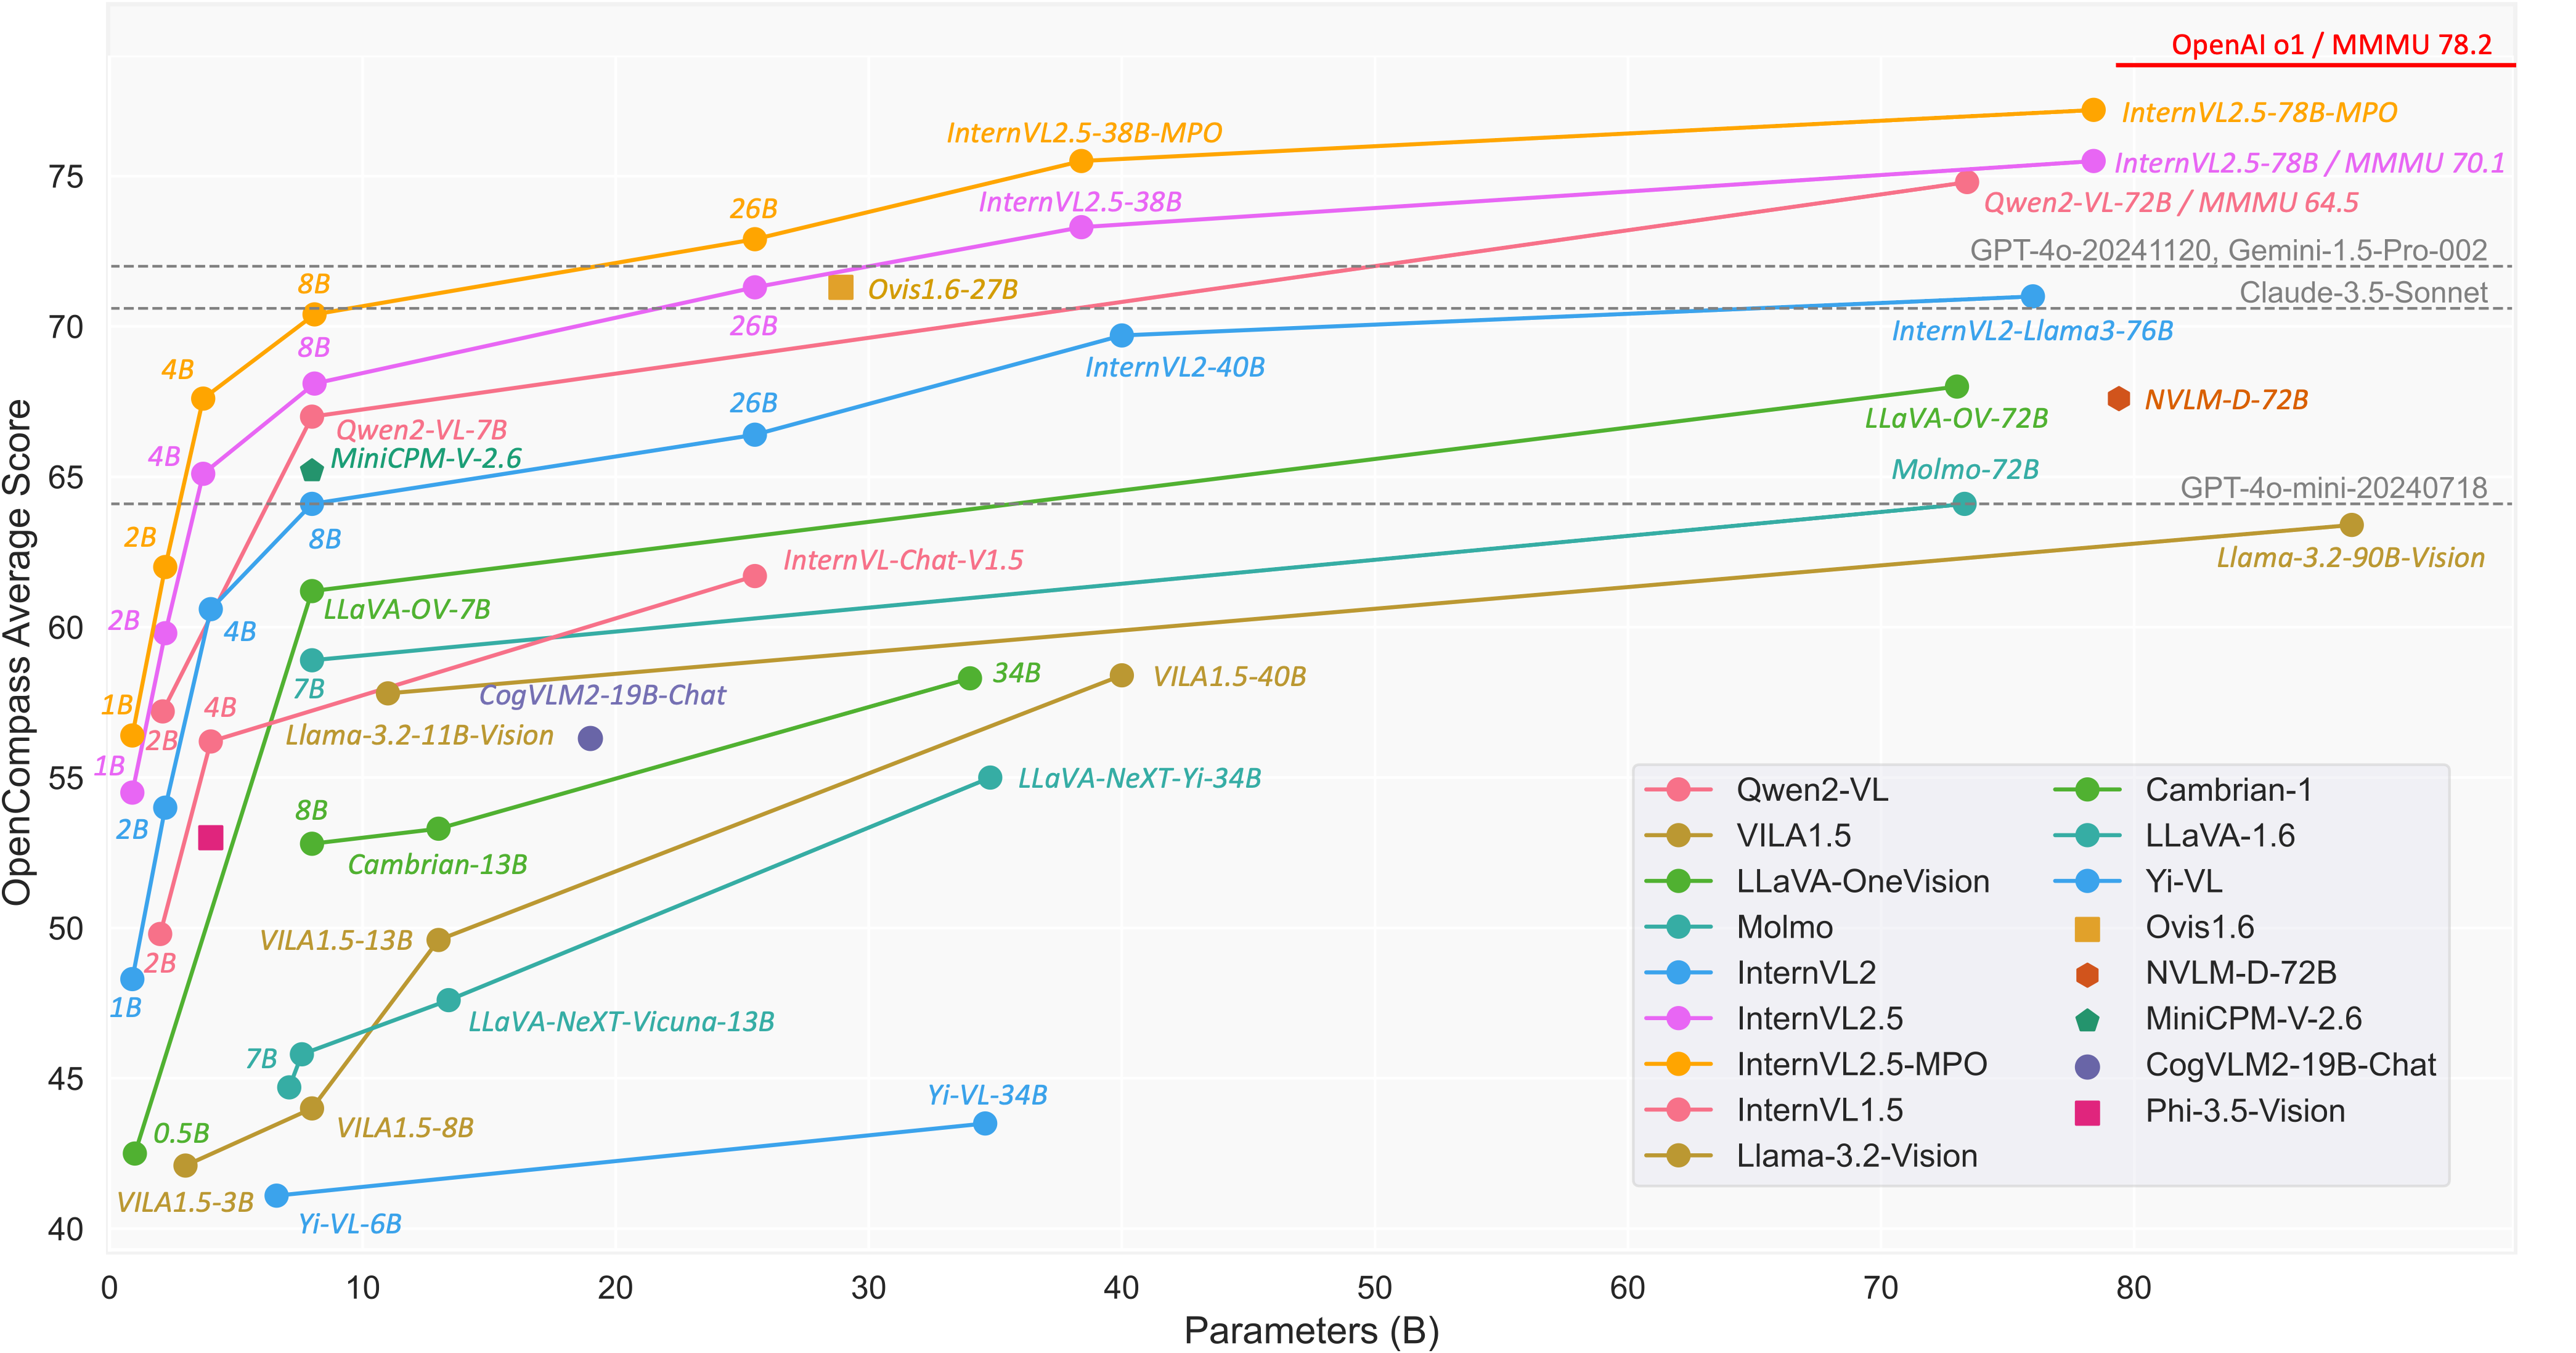 OpenAI o1 / MMMU 78.2
InternVL2.5-78B-MPO
InternVL2.5-38B-MPO
75
InternVL2.5-78B / MMMU 70.1
InternVL2.5-38B
Qwen2-VL-72B / MMMU 64.5
26B
GPT-4o-20241120, Gemini-1.5-Pro-002
8B
Ovis1.6-27B
Claude-3.5-Sonnet
70
26B
InternVL2-Llama3-76B
8B
4B
InternVL2-40B
26B
NVLM-D-72B
LLaVA-OV-72B
Qwen2-VL-7B
4B
MiniCPM-V-2.6
65
Molmo-72B
GPT-4o-mini-20240718
2B
8B
Llama-3.2-90B-Vision
InternVL-Chat-V1.5
LLaVA-OV-7B
60
2B
4B
7B
34B
VILA1.5-40B
CogVLM2-19B-Chat
1B
4B
2B
Llama-3.2-11B-Vision
1B
55
LLaVA-NeXT-Yi-34B
8B
2B
Cambrian-13B
50
VILA1.5-13B
2B
1B
LLaVA-NeXT-Vicuna-13B
7B
45
Yi-VL-34B
0.5B
VILA1.5-8B
VILA1.5-3B
Yi-VL-6B
40
OpenCompass Average Score
Qwen2-VL
VILA1.5
LLaVA-OneVision
Molmo
InternVL2
InternVL2.5
InternVL2.5-MPO
InternVL1.5
Llama-3.2-Vision
Cambrian-1
LLaVA-1.6
Yi-VL
Ovis1.6
NVLM-D-72B
MiniCPM-V-2.6
CogVLM2-19B-Chat
Phi-3.5-Vision
0 10 20 30 40 50 60 70 80
Parameters (B)